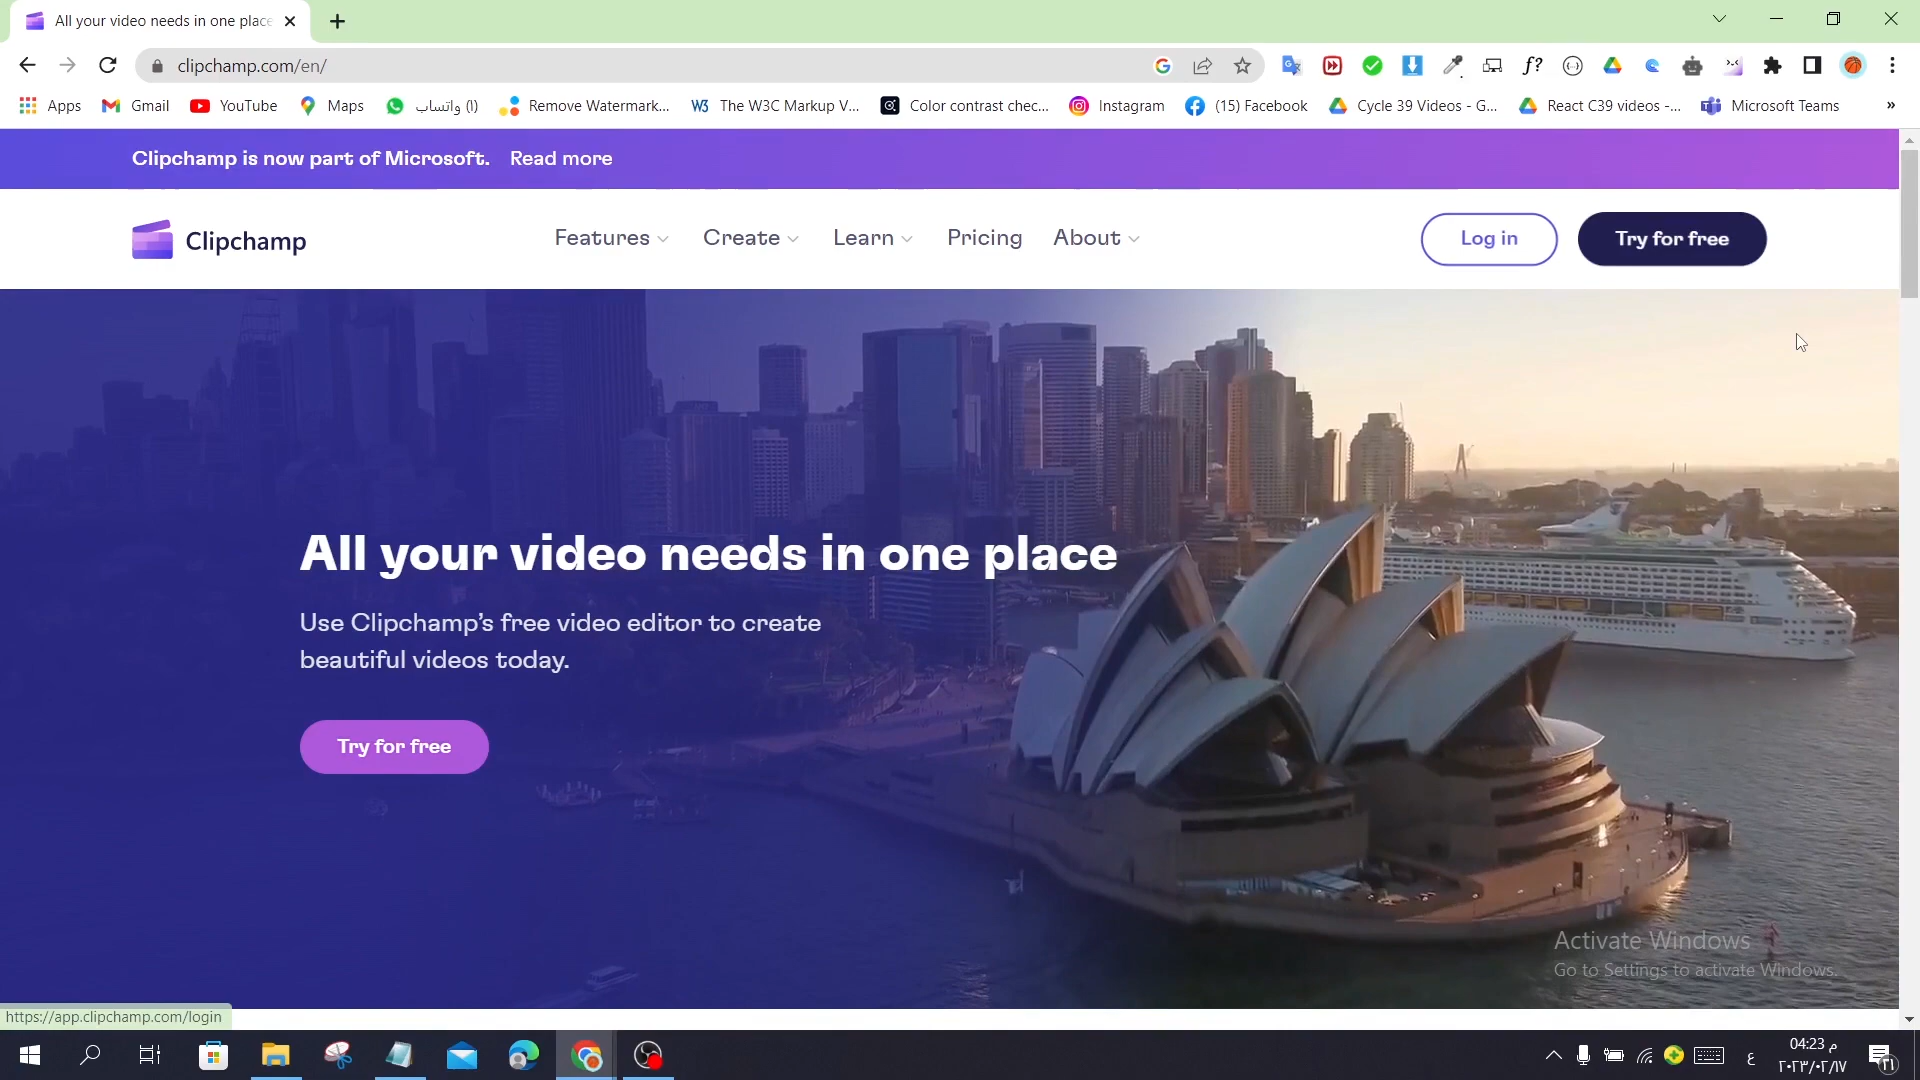 All your video needs in one place
clipchamp.com/en/
Apps
Gmail
YouTube
Maps
(١) واتساب
Remove Watermark...
The W3C Markup V...
Color contrast chec...
Instagram
(15) Facebook
Cycle 39 Videos - G...
React C39 videos -...
Microsoft Teams
»
Clipchamp is now part of Microsoft. Read more
Clipchamp
Features
Create
Learn
Pricing
About
Log in
Try for free
All your video needs in one place
Use Clipchamp's free video editor to create
beautiful videos today.
Try for free
Activate Windows
Go to Settings to activate Windows.
https://app.clipchamp.com/login
ع
04:23 م
٢٠٢٣/٠٢/١٧
٢١